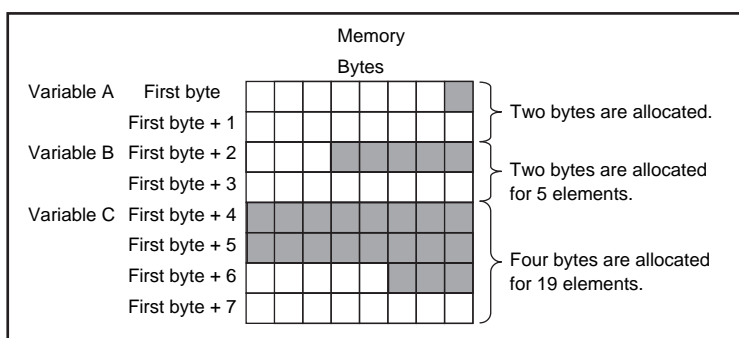 Memory
Bytes
Variable A First byte
First byte + 1
Two bytes are allocated.
Variable B First byte + 2
First byte + 3
Two bytes are allocated
for 5 elements.
Variable C First byte + 4
First byte + 5
First byte + 6
First byte + 7
Four bytes are allocated
for 19 elements.